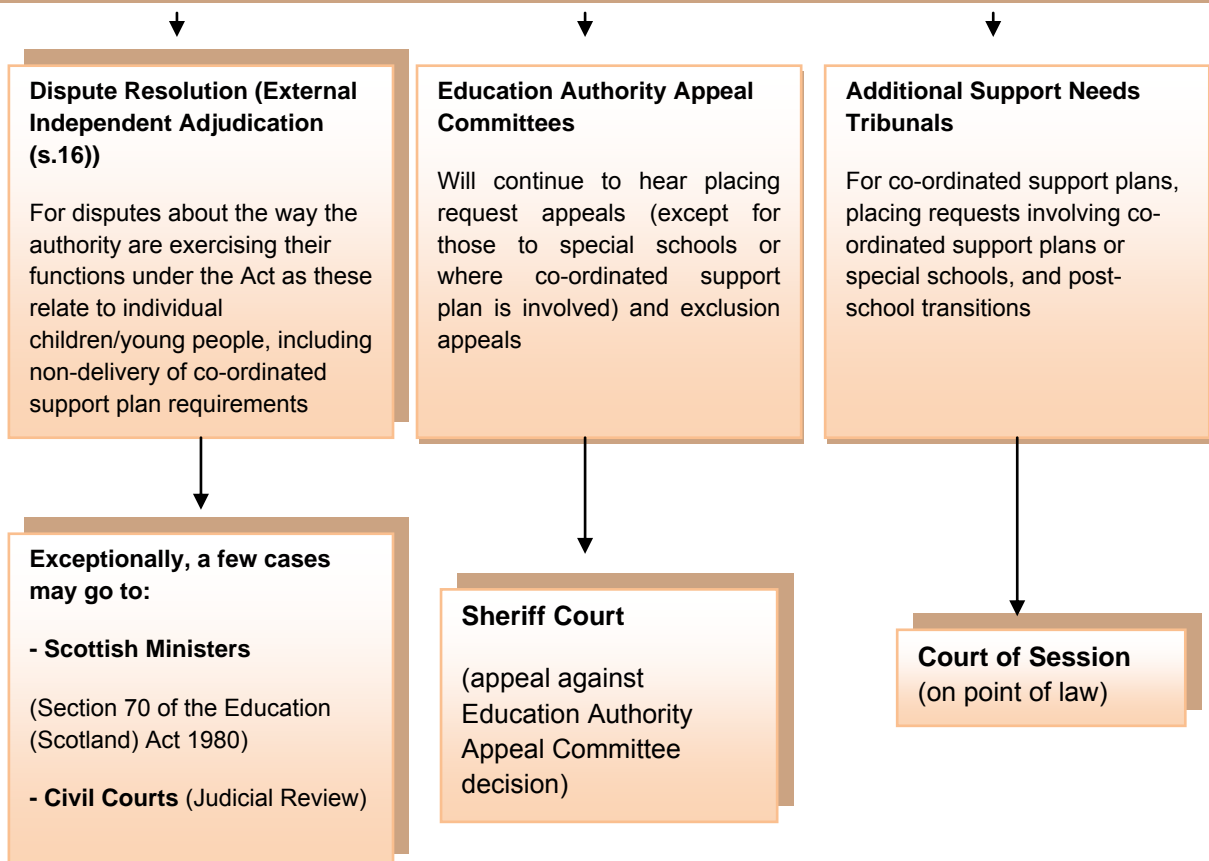 Dispute Resolution (External
Independent Adjudication
(s.16))
For disputes about the way the
authority are exercising their
functions under the Act as these
relate to individual
children/young people, including
non-delivery of co-ordinated
support plan requirements
Education Authority Appeal
Committees
Will continue to hear placing
request appeals (except for
those to special schools or
where co-ordinated support
plan is involved) and exclusion
appeals
Additional Support Needs
Tribunals
For co-ordinated support plans,
placing requests involving co-
ordinated support plans or
special schools, and post-
school transitions
Exceptionally, a few cases
may go to:
- Scottish Ministers
(Section 70 of the Education
(Scotland) Act 1980)
- Civil Courts (Judicial Review)
Sheriff Court
(appeal against
Education Authority
Appeal Committee
decision)
Court of Session
(on point of law)